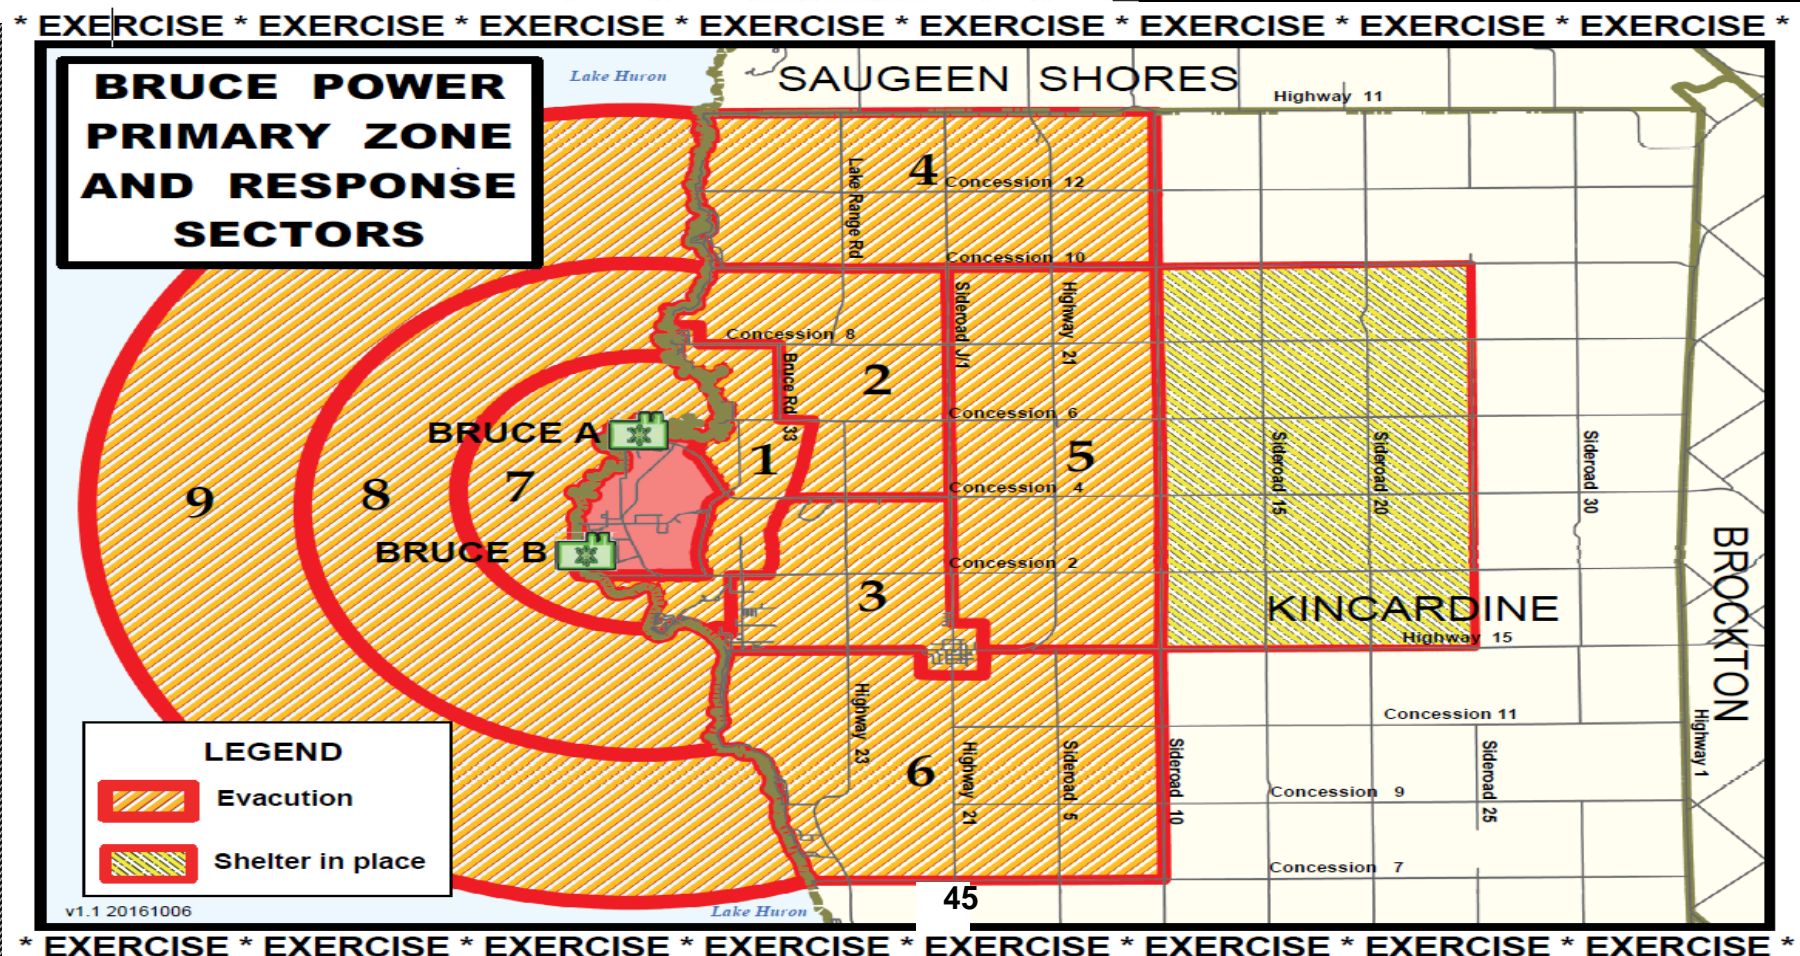 * EXERCISE * EXERCISE * EXERCISE * EXERCISE * EXERCISE * EXERCISE * EXERCISE * EXERCISE *
BRUCE POWER
PRIMARY ZONE
AND RESPONSE
SECTORS
Lake Huron
SAUGEEN SHORES
Highway 11
4
Concession 12
Lake Range Rd
Concession 10
Sideroad J/1
Highway 21
Concession 8
Bruce Rd 33
2
Concession 6
BRUCE A
1
5
Sideroad 15
Sideroad 20
Sideroad 30
7
8
9
Concession 4
BRUCE B
Concession 2
3
KINCARDINE
Highway 15
BROCKTON
Highway 23
Concession 11
Highway 1
6
Highway 21
Sideroad 5
Sideroad 10
Sideroad 25
Concession 9
Concession 7
LEGEND
Evacution
Shelter in place
v1.1 20161006
Lake Huron
45
* EXERCISE * EXERCISE * EXERCISE * EXERCISE * EXERCISE * EXERCISE * EXERCISE * EXERCISE *